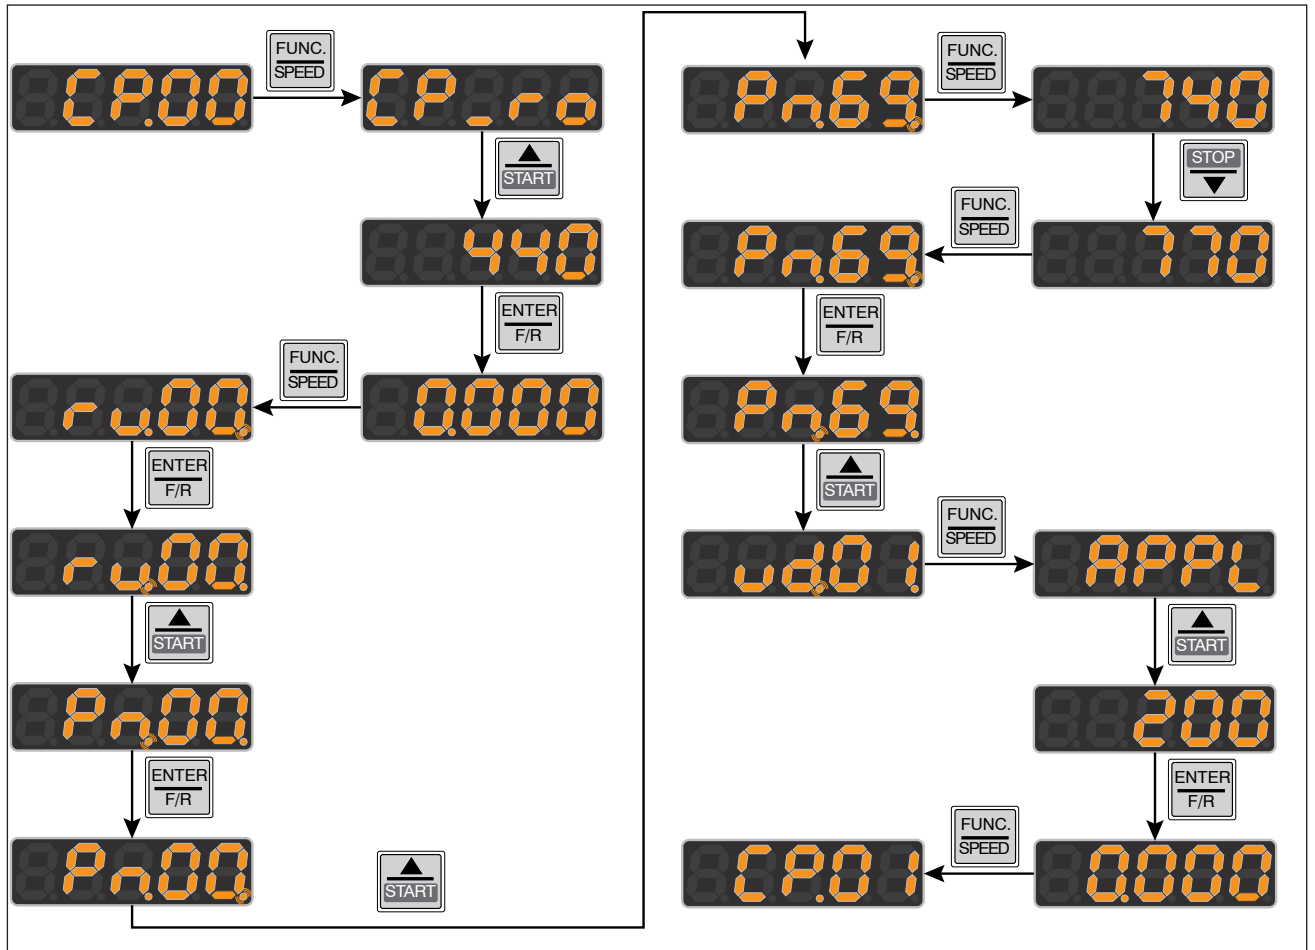 CP.00
FUNC.
SPEED
CP_ro
START
440
ENTER
F/R
0.000
FUNC.
SPEED
ru.00.
ENTER
F/R
ru.00.
START
Pn.00.
ENTER
F/R
Pn.00.
START
Pn.69.
FUNC.
SPEED
740
STOP
770
FUNC.
SPEED
Pn.69.
ENTER
F/R
Pn.69.
START
ud.01.
FUNC.
SPEED
APPL
START
200
ENTER
F/R
0.000
FUNC.
SPEED
CP.01